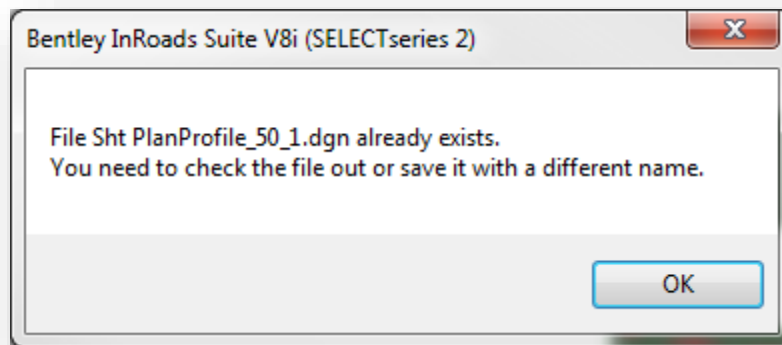 Bentley InRoads Suite V8i (SELECTseries 2)
File Sht PlanProfile_50_1.dgn already exists.
You need to check the file out or save it with a different name.
OK